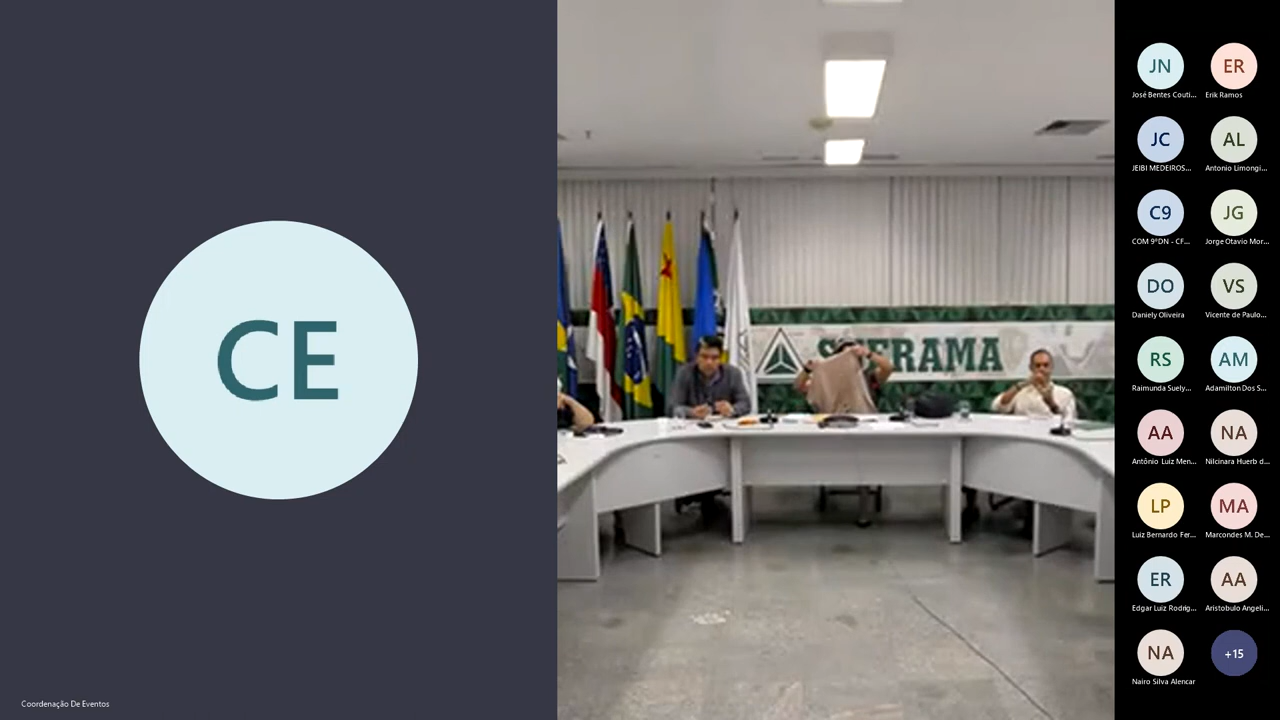 CE
Coordenação De Eventos
SUFRAMA
JN
José Bentes Couti...
ER
Erik Ramos
JC
JEIBI MEDEIROS...
AL
Antonio Limongi...
C9
COM 9ºDN - CF...
JG
Jorge Otavio Mor...
DO
Daniely Oliveira
VS
Vicente de Paulo...
RS
Raimunda Suely...
AM
Adamilton Dos S...
AA
Antônio Luiz Men...
NA
Nilcinara Huerb d...
LP
Luiz Bernardo Fer...
MA
Marcondes M. De...
ER
Edgar Luiz Rodrig...
AA
Aristobulo Angeli...
NA
Nairo Silva Alencar
+15